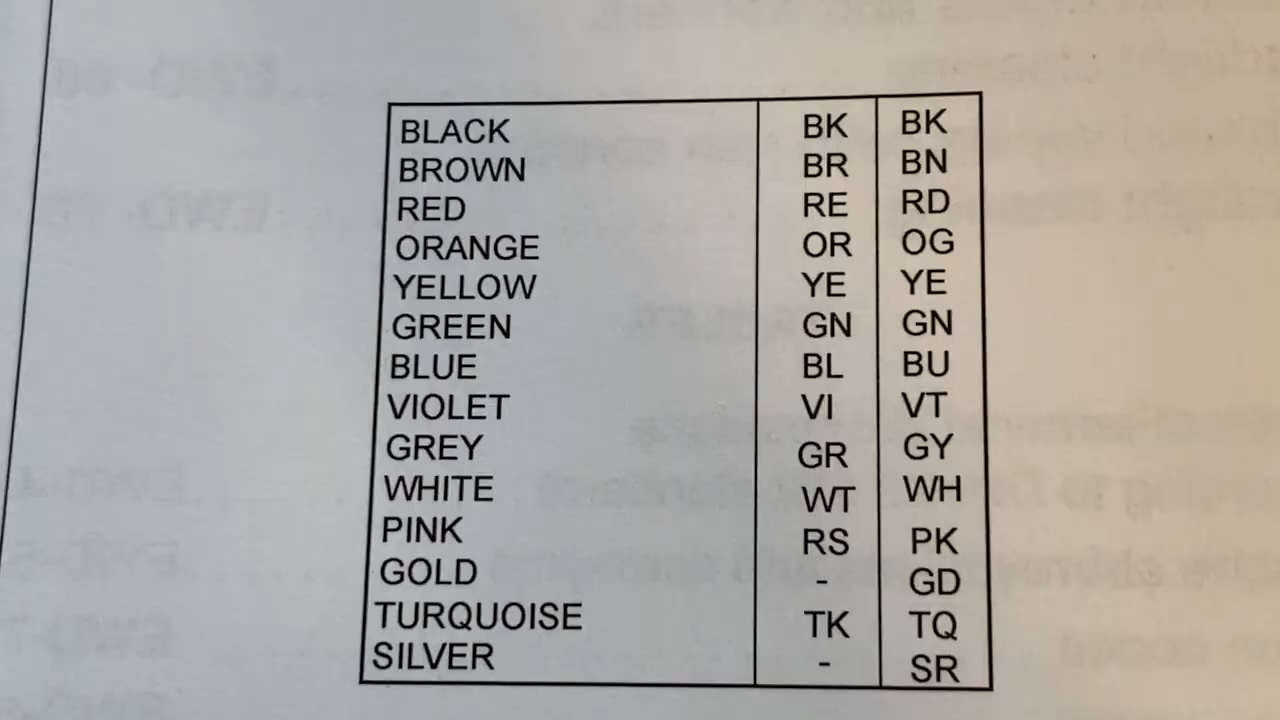 BLACK BK BK
BROWN BR BN
RED RE RD
ORANGE OR OG
YELLOW YE YE
GREEN GN GN
BLUE BL BU
VIOLET VI VT
GREY GR GY
WHITE WT WH
PINK RS PK
GOLD - GD
TURQUOISE TK TQ
SILVER - SR